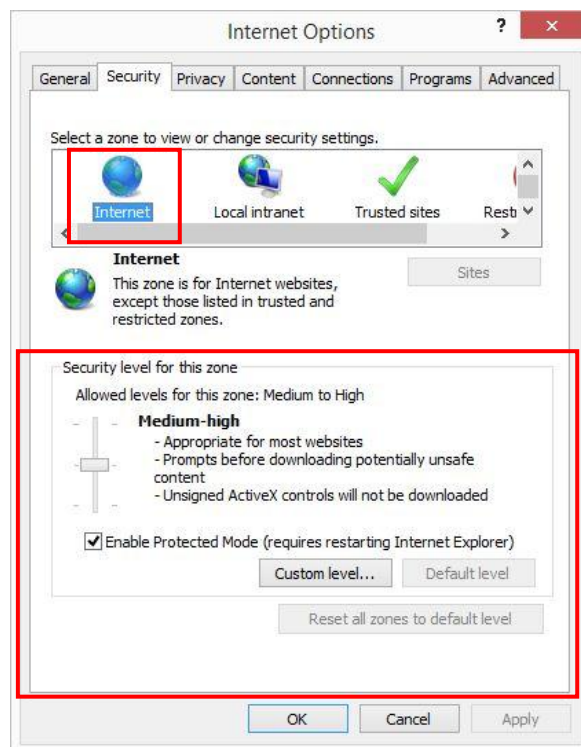 Internet Options
?
×
General Security Privacy Content Connections Programs Advanced
Select a zone to view or change security settings.
Internet Local intranet Trusted sites Restr
Internet
This zone is for Internet websites,
except those listed in trusted and
restricted zones.
Sites
Security level for this zone
Allowed levels for this zone: Medium to High
Medium-high
- Appropriate for most websites
- Prompts before downloading potentially unsafe
content
- Unsigned ActiveX controls will not be downloaded
Enable Protected Mode (requires restarting Internet Explorer)
Custom level... Default level
Reset all zones to default level
OK Cancel Apply